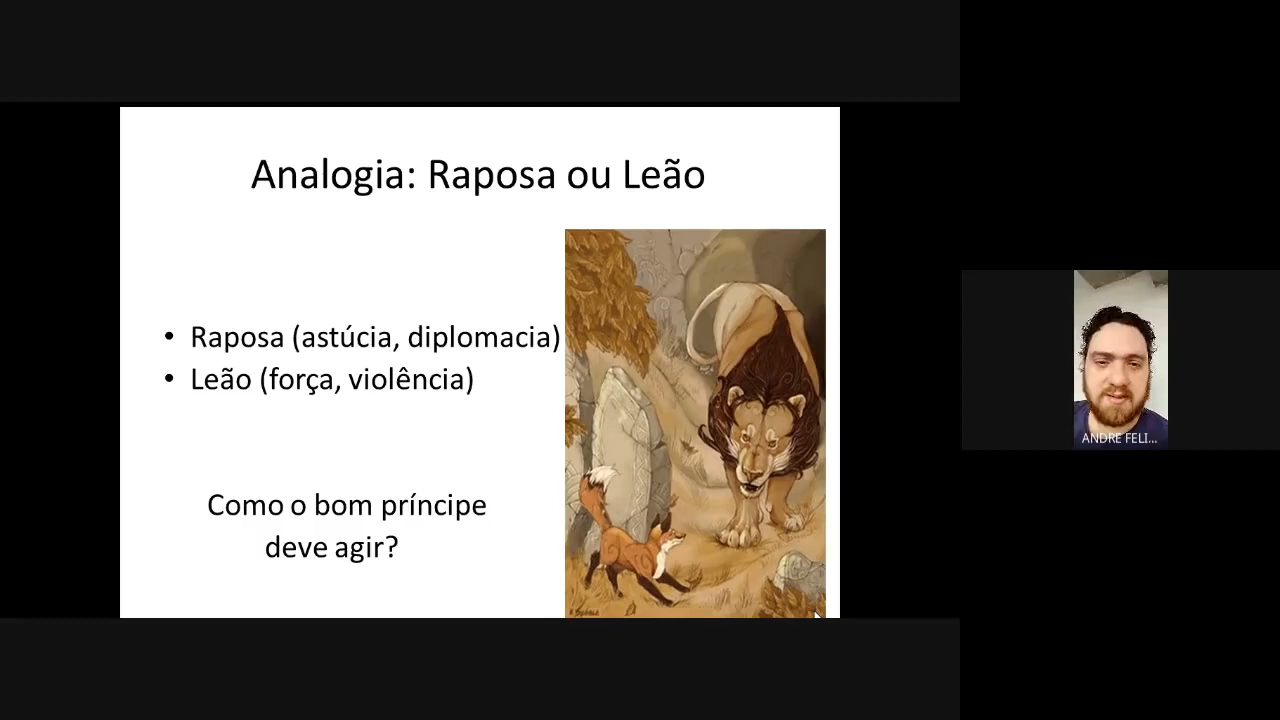 Analogia: Raposa ou Leão
• Raposa (astúcia, diplomacia)
• Leão (força, violência)
Como o bom príncipe
deve agir?
ANDRE FELI...